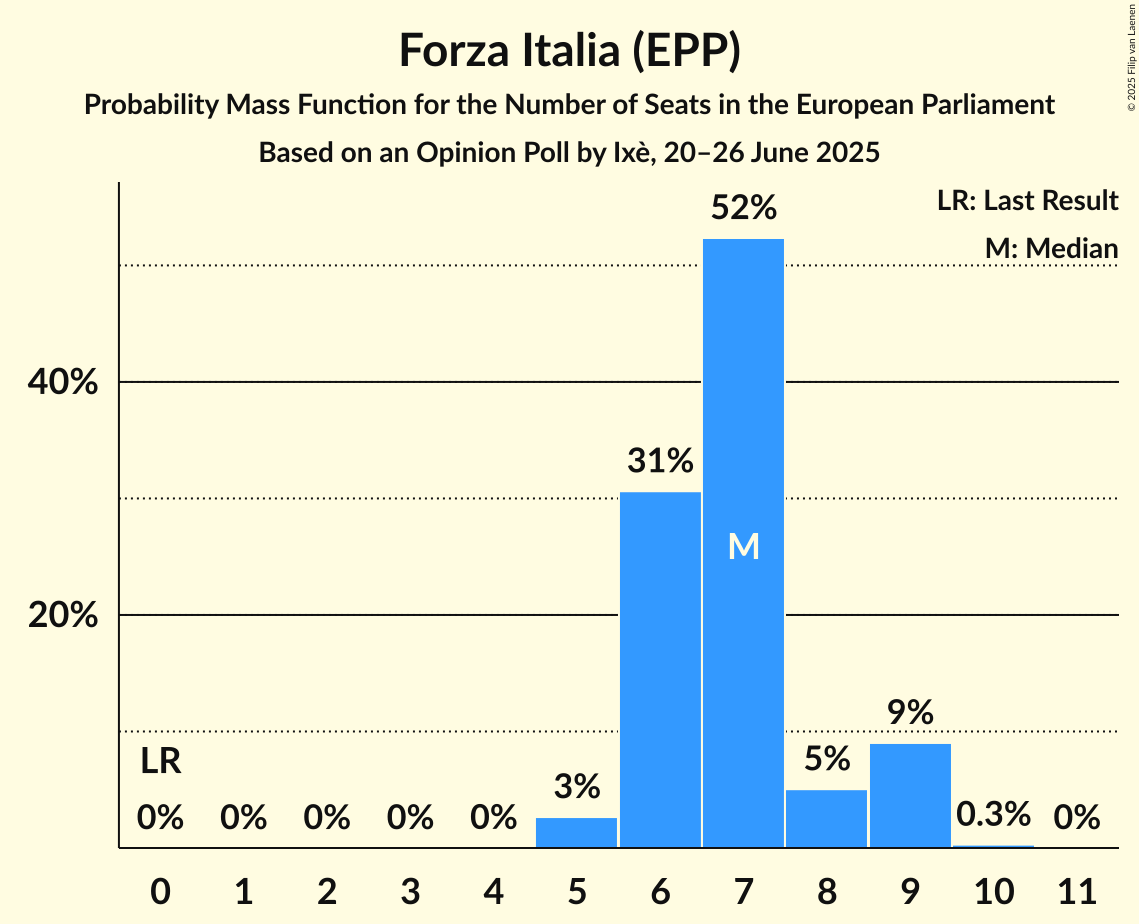 Forza Italia (EPP)
Probability Mass Function for the Number of Seats in the European Parliament
Based on an Opinion Poll by Ixè, 20–26 June 2025
© 2025 Filip van Laenen
LR: Last Result
M: Median
52%
40%
31%
M
20%
9%
LR
5%
3%
0% 0% 0% 0% 0% 0.3% 0%
0 1 2 3 4 5 6 7 8 9 10 11